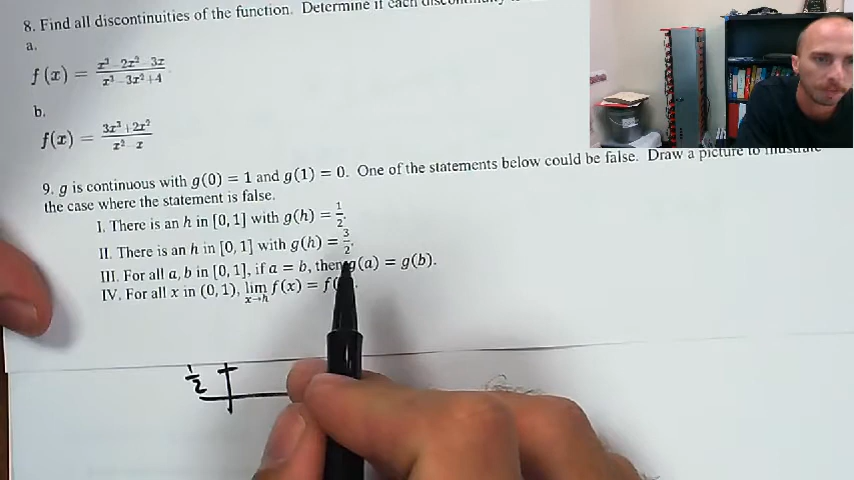 8. Find all discontinuities of the function. Determine if each
a.
f(x) = x³ 2x² 3x / x³ 3x²+4
b.
f(x) = 3x³+2x² / x² x
9. g is continuous with g(0) = 1 and g(1) = 0. One of the statements below could be false. Draw a picture to
the case where the statement is false.
I. There is an h in [0, 1] with g(h) = 1/2.
II. There is an h in [0, 1] with g(h) = 3/2.
III. For all a, b in [0, 1], if a = b, then g(a) = g(b).
IV. For all x in (0, 1), lim x→h f(x) = f(
1/2